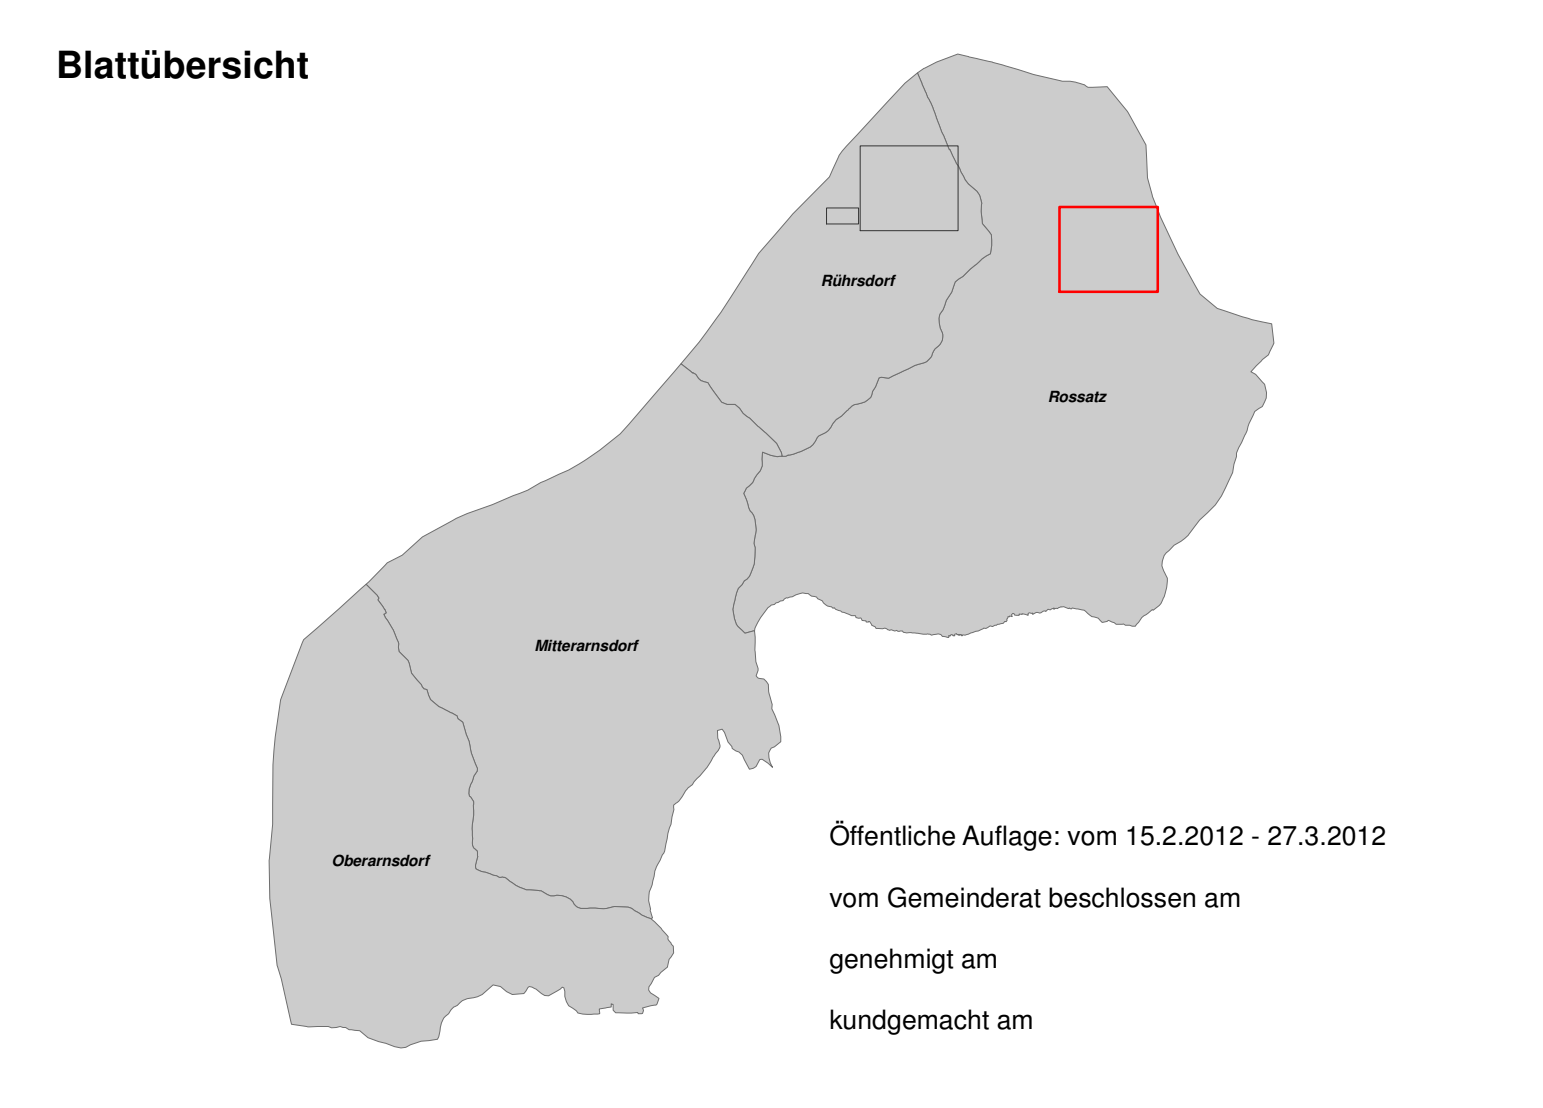 Blattübersicht
Rührsdorf
Rossatz
Mitterarnsdorf
Oberarnsdorf
Öffentliche Auflage: vom 15.2.2012 - 27.3.2012
vom Gemeinderat beschlossen am
genehmigt am
kundgemacht am